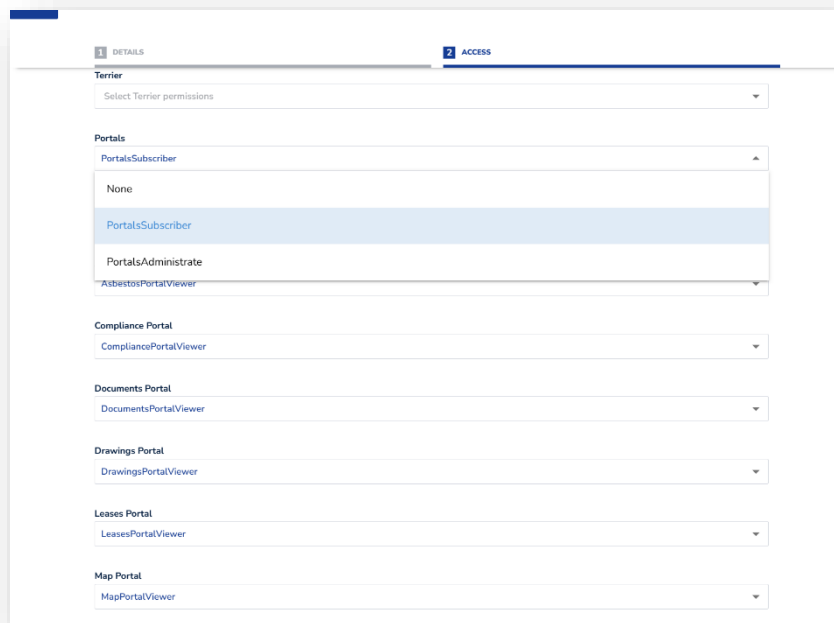 1 DETAILS
2 ACCESS
Terrier
Select Terrier permissions
Portals
PortalsSubscriber
None
PortalsSubscriber
PortalsAdministrate
AsbestosPortalViewer
Compliance Portal
CompliancePortalViewer
Documents Portal
DocumentsPortalViewer
Drawings Portal
DrawingsPortalViewer
Leases Portal
LeasesPortalViewer
Map Portal
MapPortalViewer